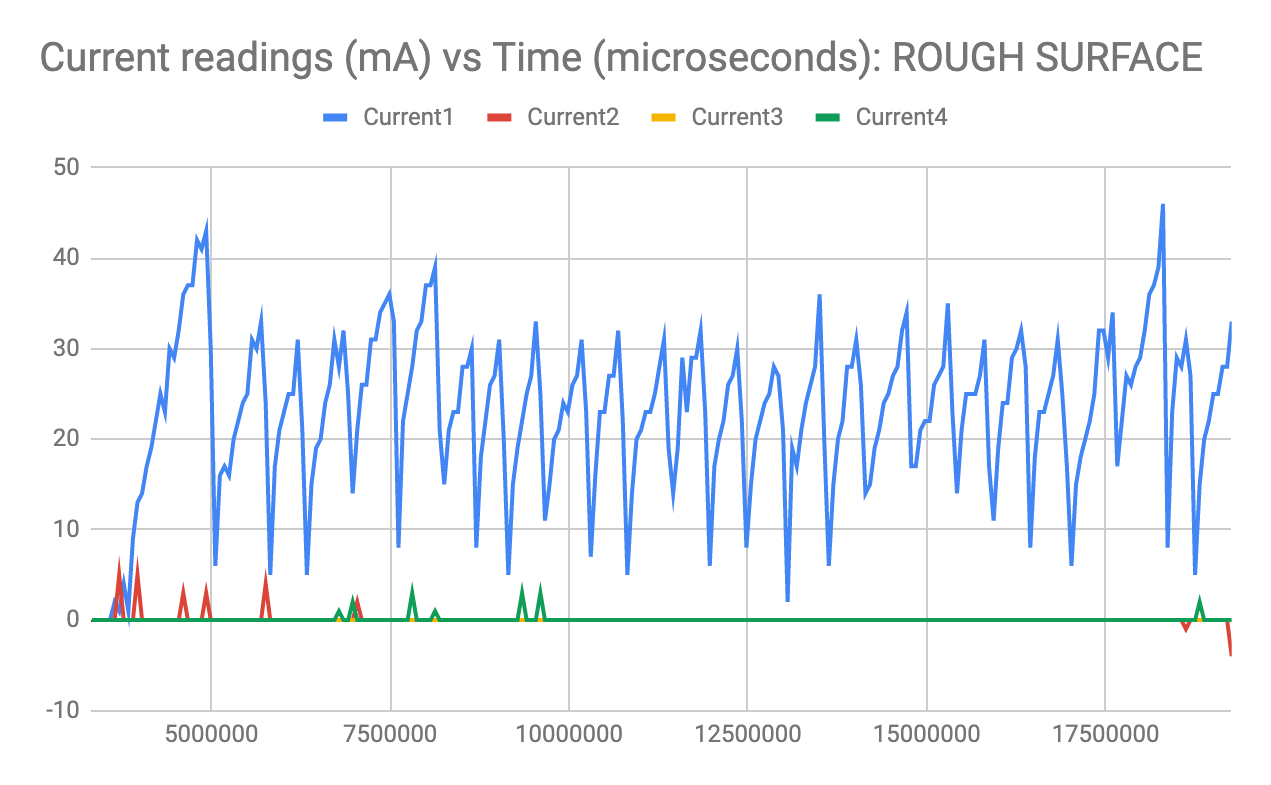 Current readings (mA) vs Time (microseconds): ROUGH SURFACE
Current1 Current2 Current3 Current4
50
40
30
20
10
0
-10
5000000 7500000 10000000 12500000 15000000 17500000